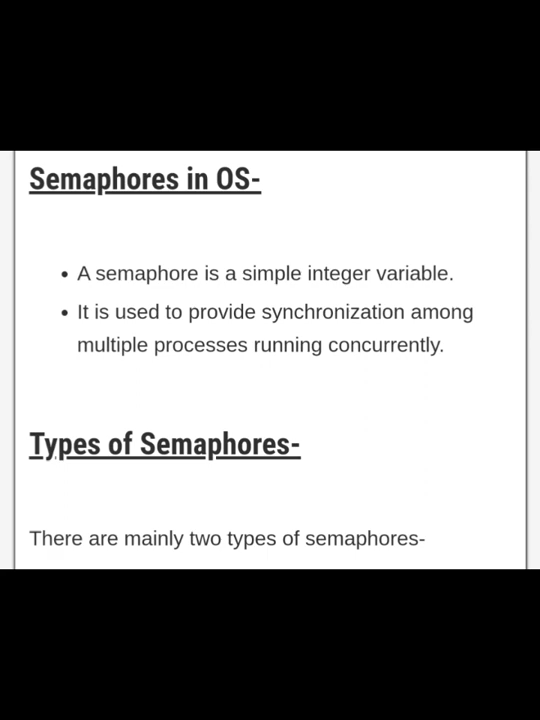 Semaphores in OS-
• A semaphore is a simple integer variable.
• It is used to provide synchronization among
multiple processes running concurrently.
Types of Semaphores-
There are mainly two types of semaphores-